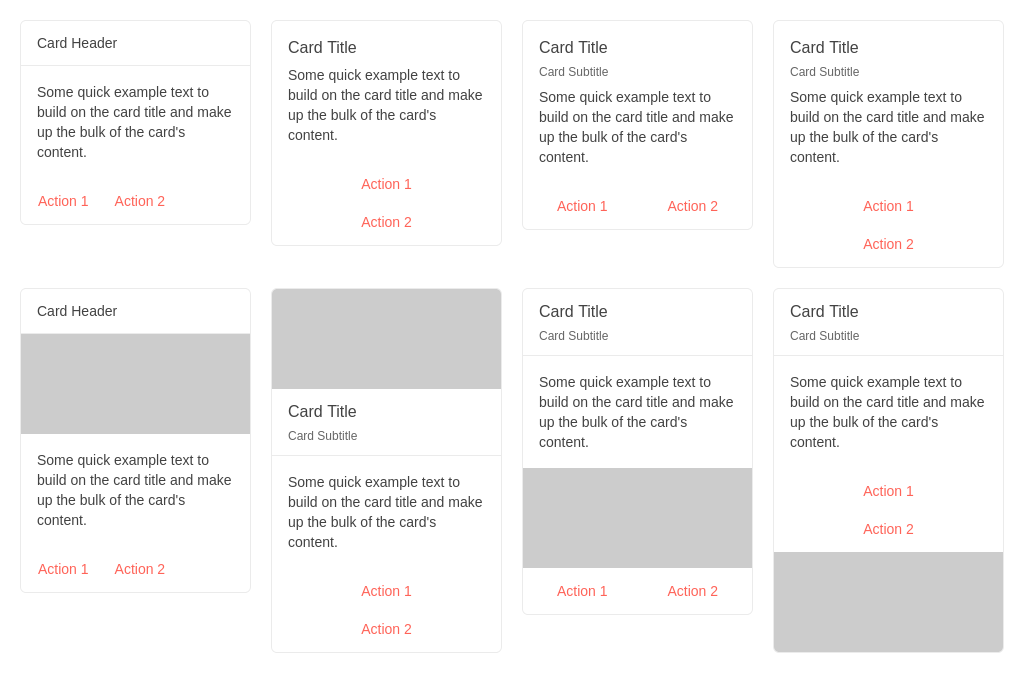 Card Header
Some quick example text to
build on the card title and make
up the bulk of the card's
content.
Action 1 Action 2
Card Title
Some quick example text to
build on the card title and make
up the bulk of the card's
content.
Action 1
Action 2
Card Title
Card Subtitle
Some quick example text to
build on the card title and make
up the bulk of the card's
content.
Action 1 Action 2
Card Title
Card Subtitle
Some quick example text to
build on the card title and make
up the bulk of the card's
content.
Action 1
Action 2
Card Header
Some quick example text to
build on the card title and make
up the bulk of the card's
content.
Action 1 Action 2
Card Title
Card Subtitle
Some quick example text to
build on the card title and make
up the bulk of the card's
content.
Action 1
Action 2
Card Title
Card Subtitle
Some quick example text to
build on the card title and make
up the bulk of the card's
content.
Action 1 Action 2
Card Title
Card Subtitle
Some quick example text to
build on the card title and make
up the bulk of the card's
content.
Action 1
Action 2